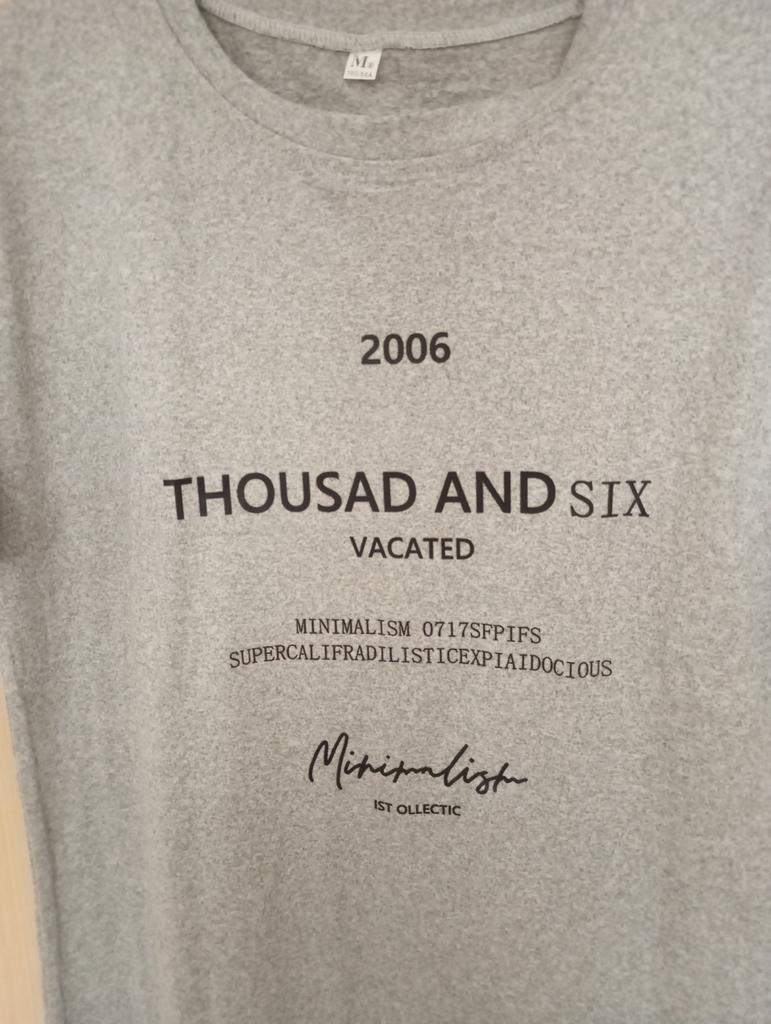 M
2006
THOUSAD AND SIX
VACATED
MINIMALISM 0717SFPIFS
SUPERCALIFRADILISTICEXPIAIDOCIOUS
Minimalism
IST OLLECTIC